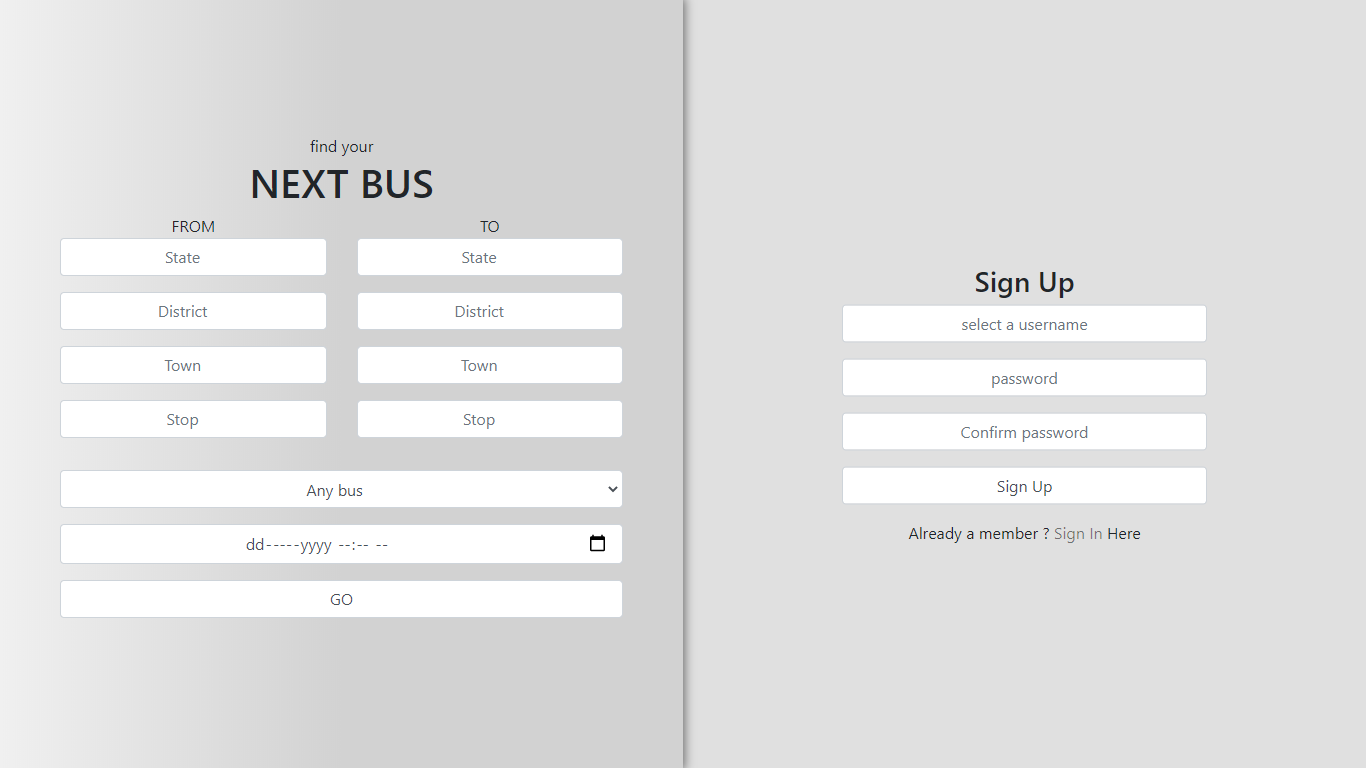 find your
NEXT BUS
FROM TO
State State
District District
Town Town
Stop Stop
Any bus
dd-----yyyy --:-- --
GO
Sign Up
select a username
password
Confirm password
Sign Up
Already a member ? Sign In Here